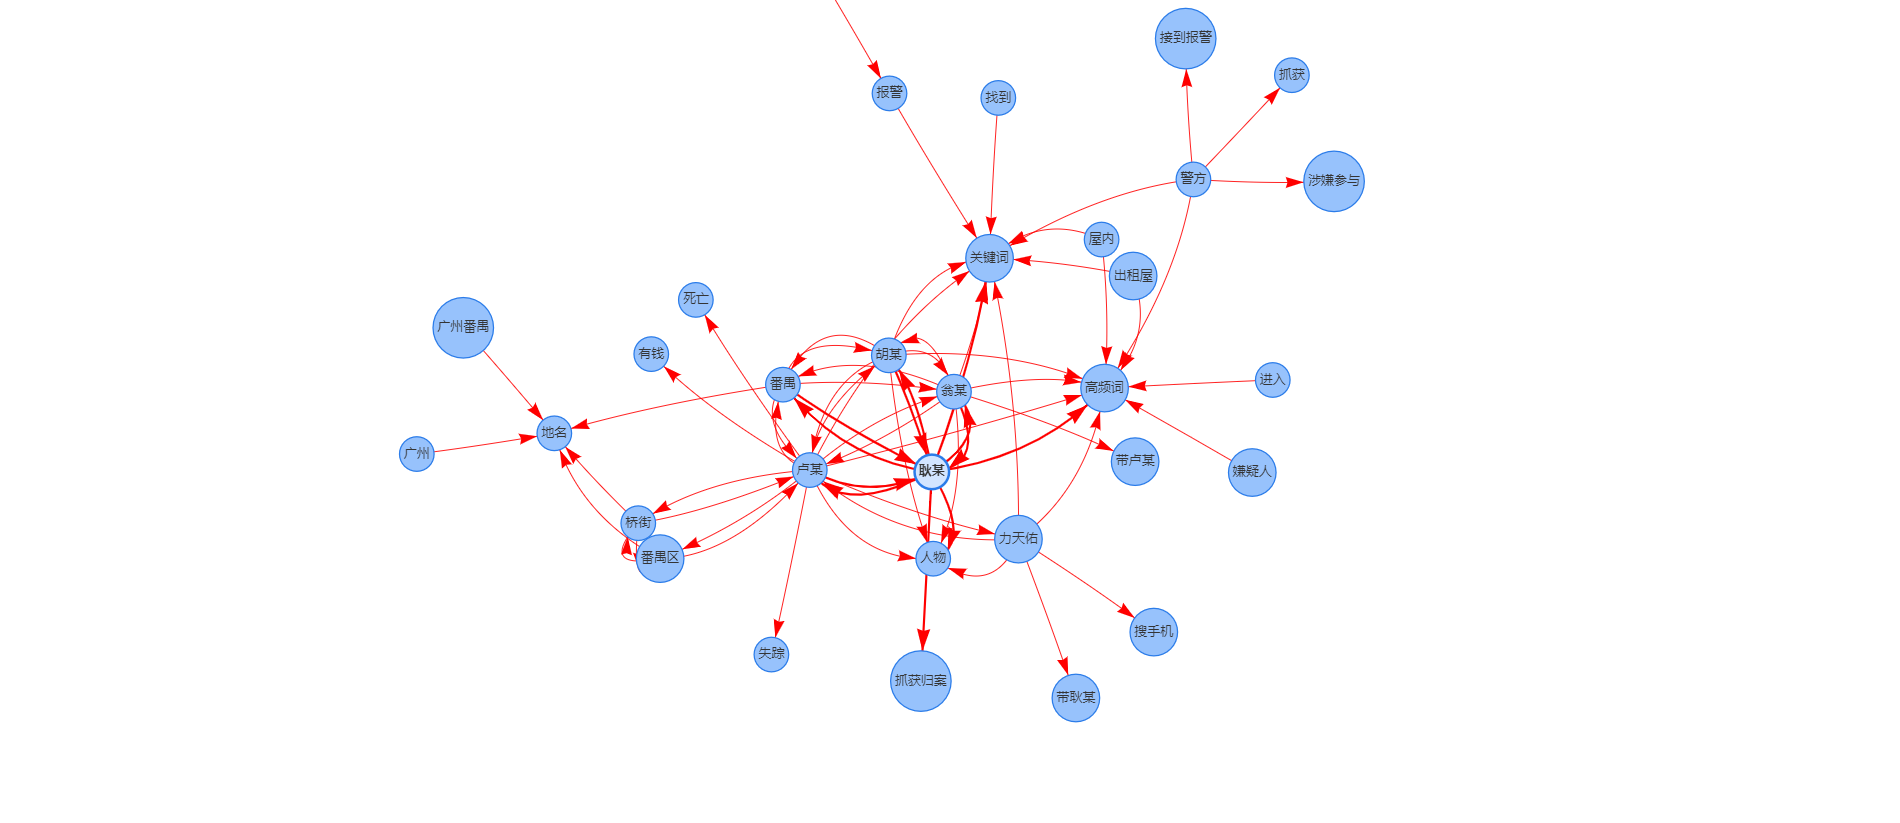 接到报警
抓获
报警
找到
警方
涉嫌参与
屋内
关键词
出租屋
死亡
广州番禺
有钱
胡某
番禺
翁某
高频词
进入
地名
广州
卢某
耿某
带卢某
嫌疑人
桥街
番禺区
人物
力天佑
搜手机
失踪
抓获归案
带耿某